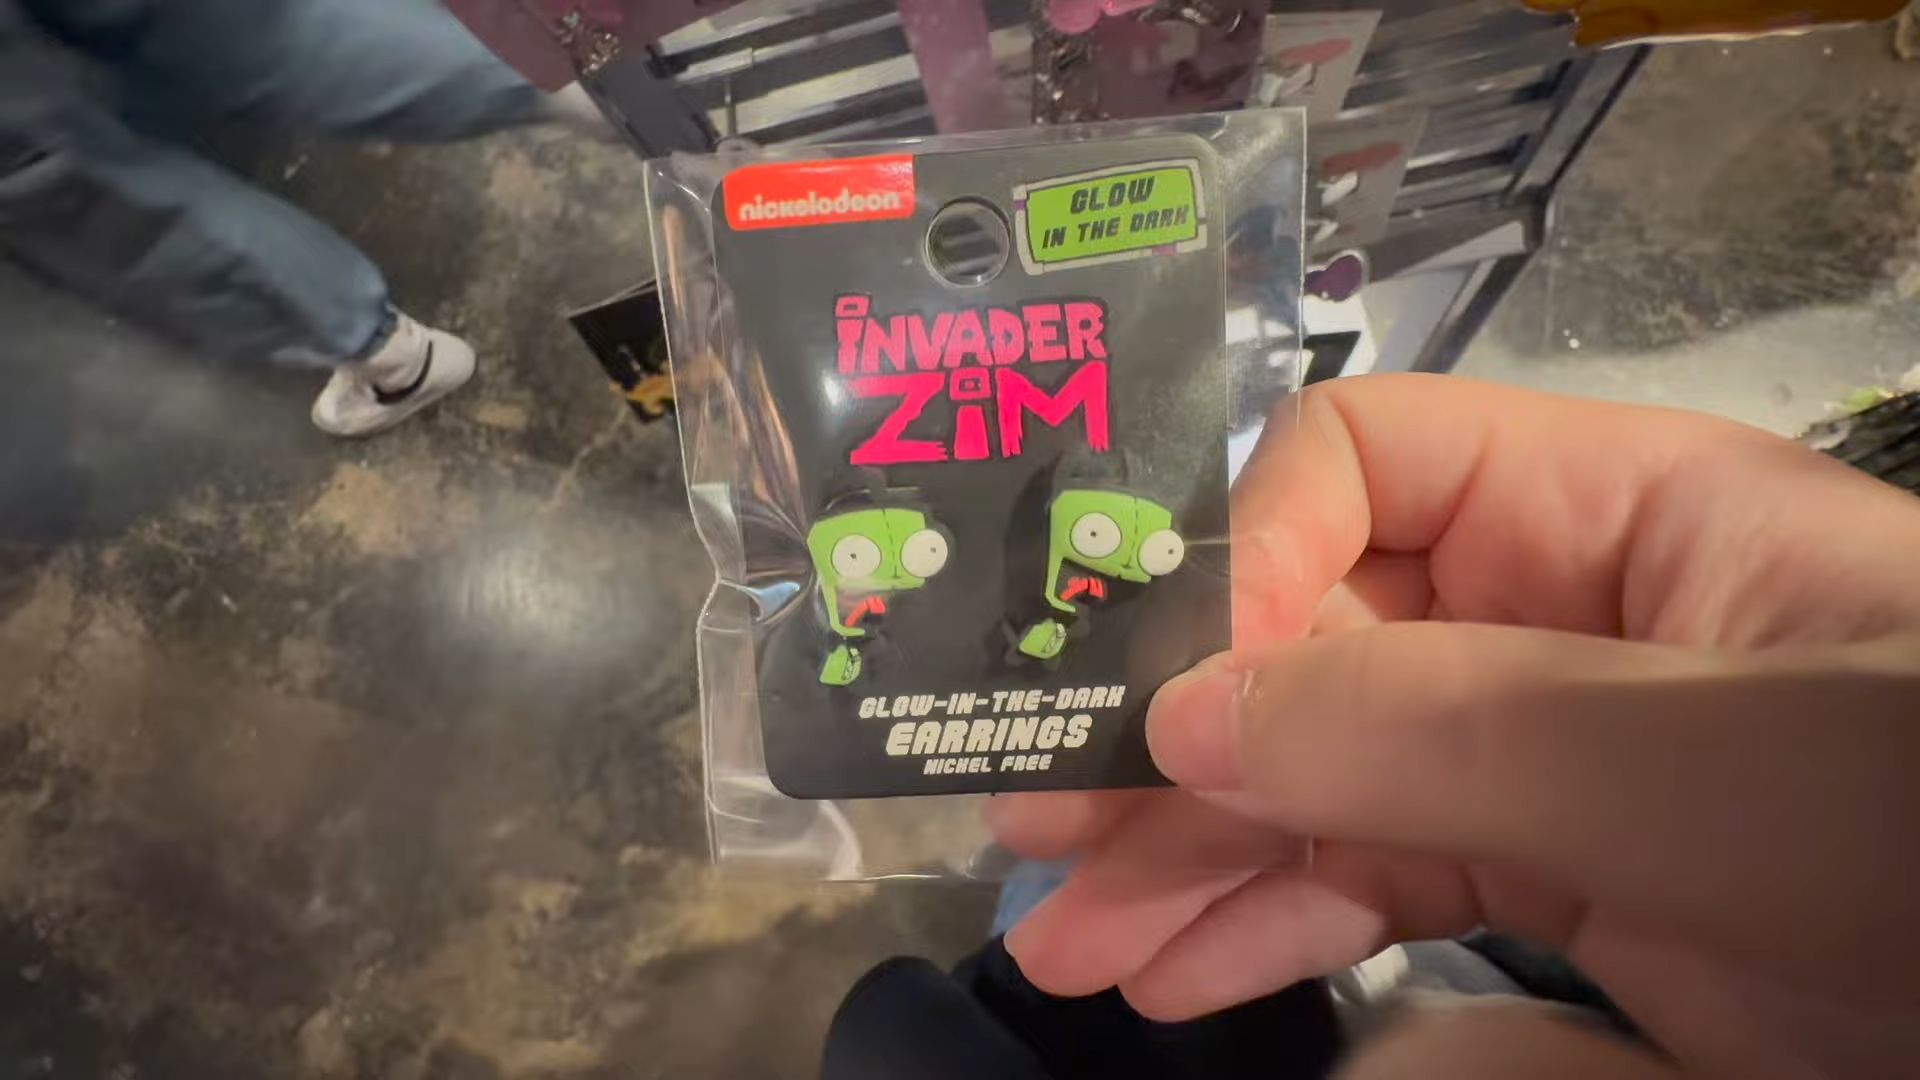 nickelodeon
GLOW
IN THE DARK
INVADER
ZIM
GLOW-IN-THE-DARK
EARRINGS
NICKEL FREE